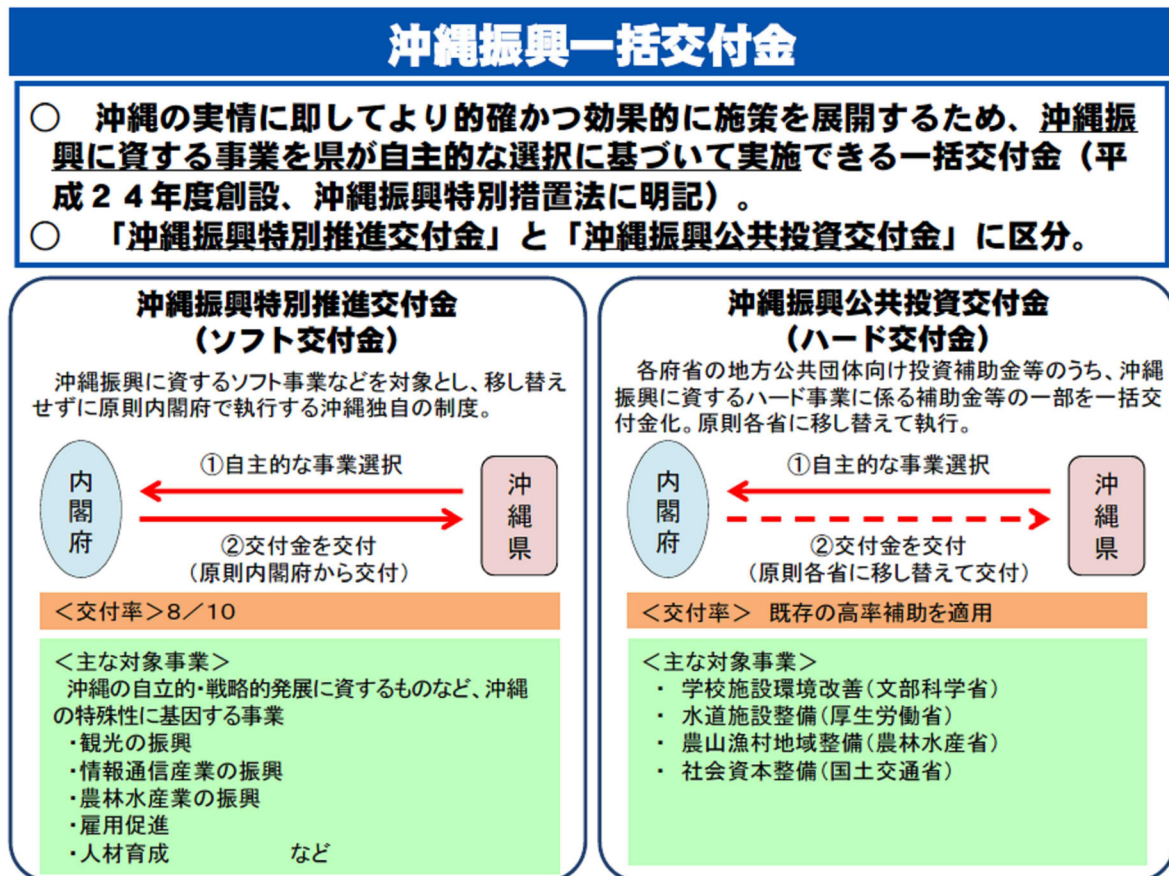 沖縄振興一括交付金
○　沖縄の実情に即してより的確かつ効果的に施策を展開するため、沖縄振
興に資する事業を県が自主的な選択に基づいて実施できる一括交付金（平
成２４年度創設、沖縄振興特別措置法に明記）。
○　「沖縄振興特別推進交付金」と「沖縄振興公共投資交付金」に区分。
沖縄振興特別推進交付金
（ソフト交付金）
沖縄振興に資するソフト事業などを対象とし、移し替え
せずに原則内閣府で執行する沖縄独自の制度。
内閣府
①自主的な事業選択
沖縄県
②交付金を交付
（原則内閣府から交付）
＜交付率＞８／１０
＜主な対象事業＞
沖縄の自立的・戦略的発展に資するものなど、沖縄
の特殊性に基因する事業
・観光の振興
・情報通信産業の振興
・農林水産業の振興
・雇用促進
・人材育成　　　　　など
沖縄振興公共投資交付金
（ハード交付金）
各府省の地方公共団体向け投資補助金等のうち、沖縄
振興に資するハード事業に係る補助金等の一部を一括交
付金化。原則各省に移し替えて執行。
内閣府
①自主的な事業選択
沖縄県
②交付金を交付
（原則各省に移し替えて交付）
＜交付率＞　既存の高率補助を適用
＜主な対象事業＞
・　学校施設環境改善（文部科学省）
・　水道施設整備（厚生労働省）
・　農山漁村地域整備（農林水産省）
・　社会資本整備（国土交通省）